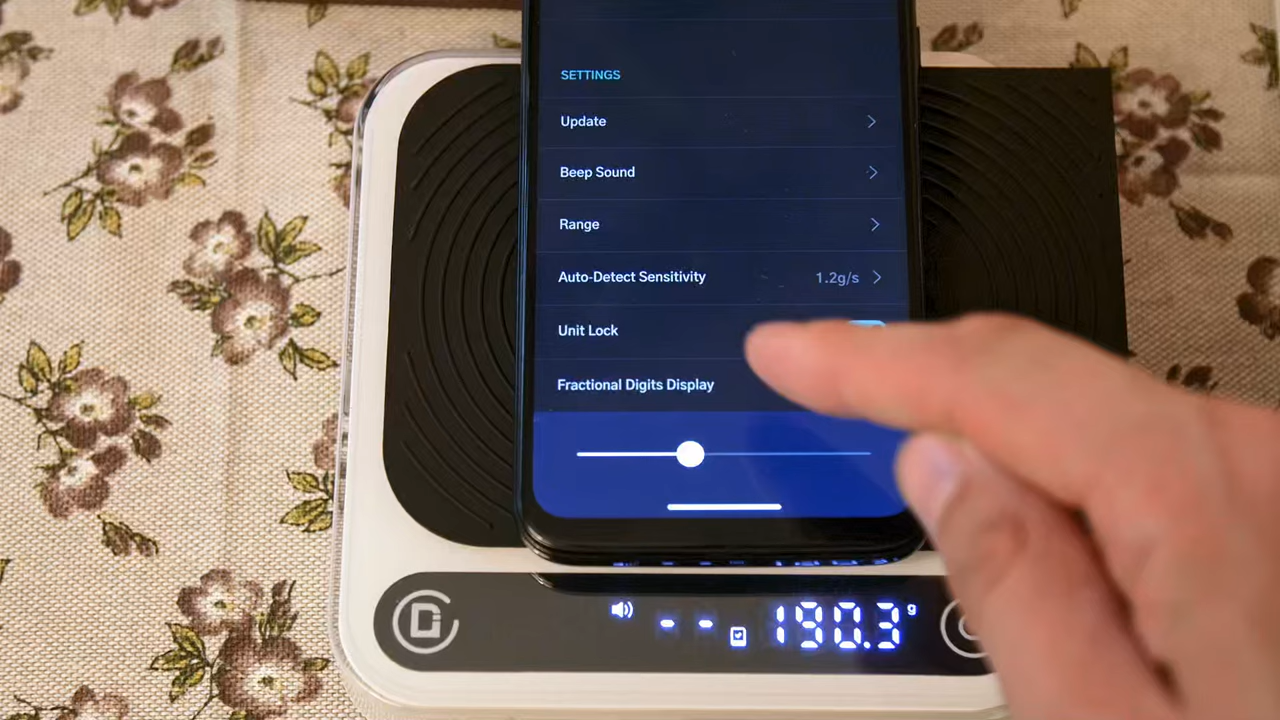 SETTINGS
Update
Beep Sound
Range
Auto-Detect Sensitivity 1.2g/s
Unit Lock
Fractional Digits Display
-- 190.3 g